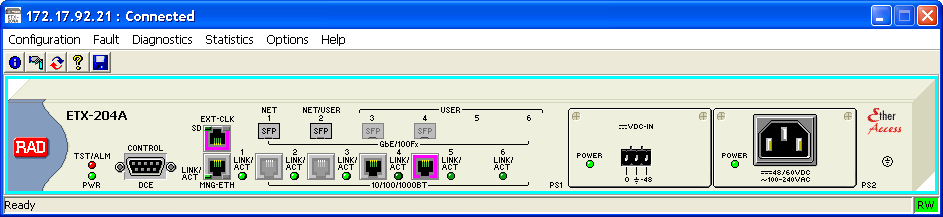 172.17.92.21 : Connected
Configuration Fault Diagnostics Statistics Options Help
ETX-204A
RAD
TST/ALM
PWR
CONTROL
DCE
EXT-CLK
SD
LINK/
ACT
MNG-ETH
NET
1
NET/USER
2
USER
3 4 5 6
SFP SFP SFP SFP
GbE/100Fx
1
LINK/
ACT
2
LINK/
ACT
3
LINK/
ACT
4
LINK/
ACT
5
LINK/
ACT
6
LINK/
ACT
10/100/1000BT
VDC-IN
POWER
0 -48
PS1
POWER
48/60VDC
~100-240VAC
PS2
Ether
Access
Ready
RW